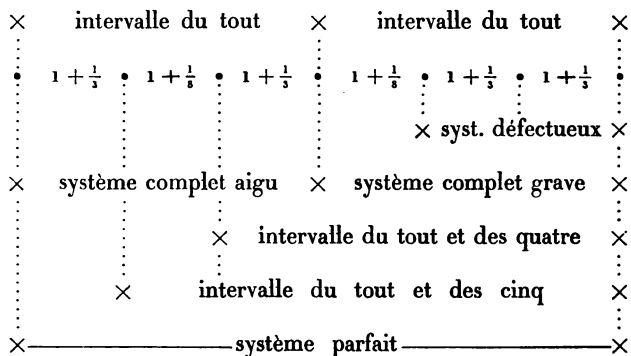 intervalle du tout intervalle du tout
1 + 1/3 1 + 1/8 1 + 1/3 1 + 1/8 1 + 1/3 1 + 1/3
syst. défectueux
système complet aigu système complet grave
intervalle du tout et des quatre
intervalle du tout et des cinq
système parfait